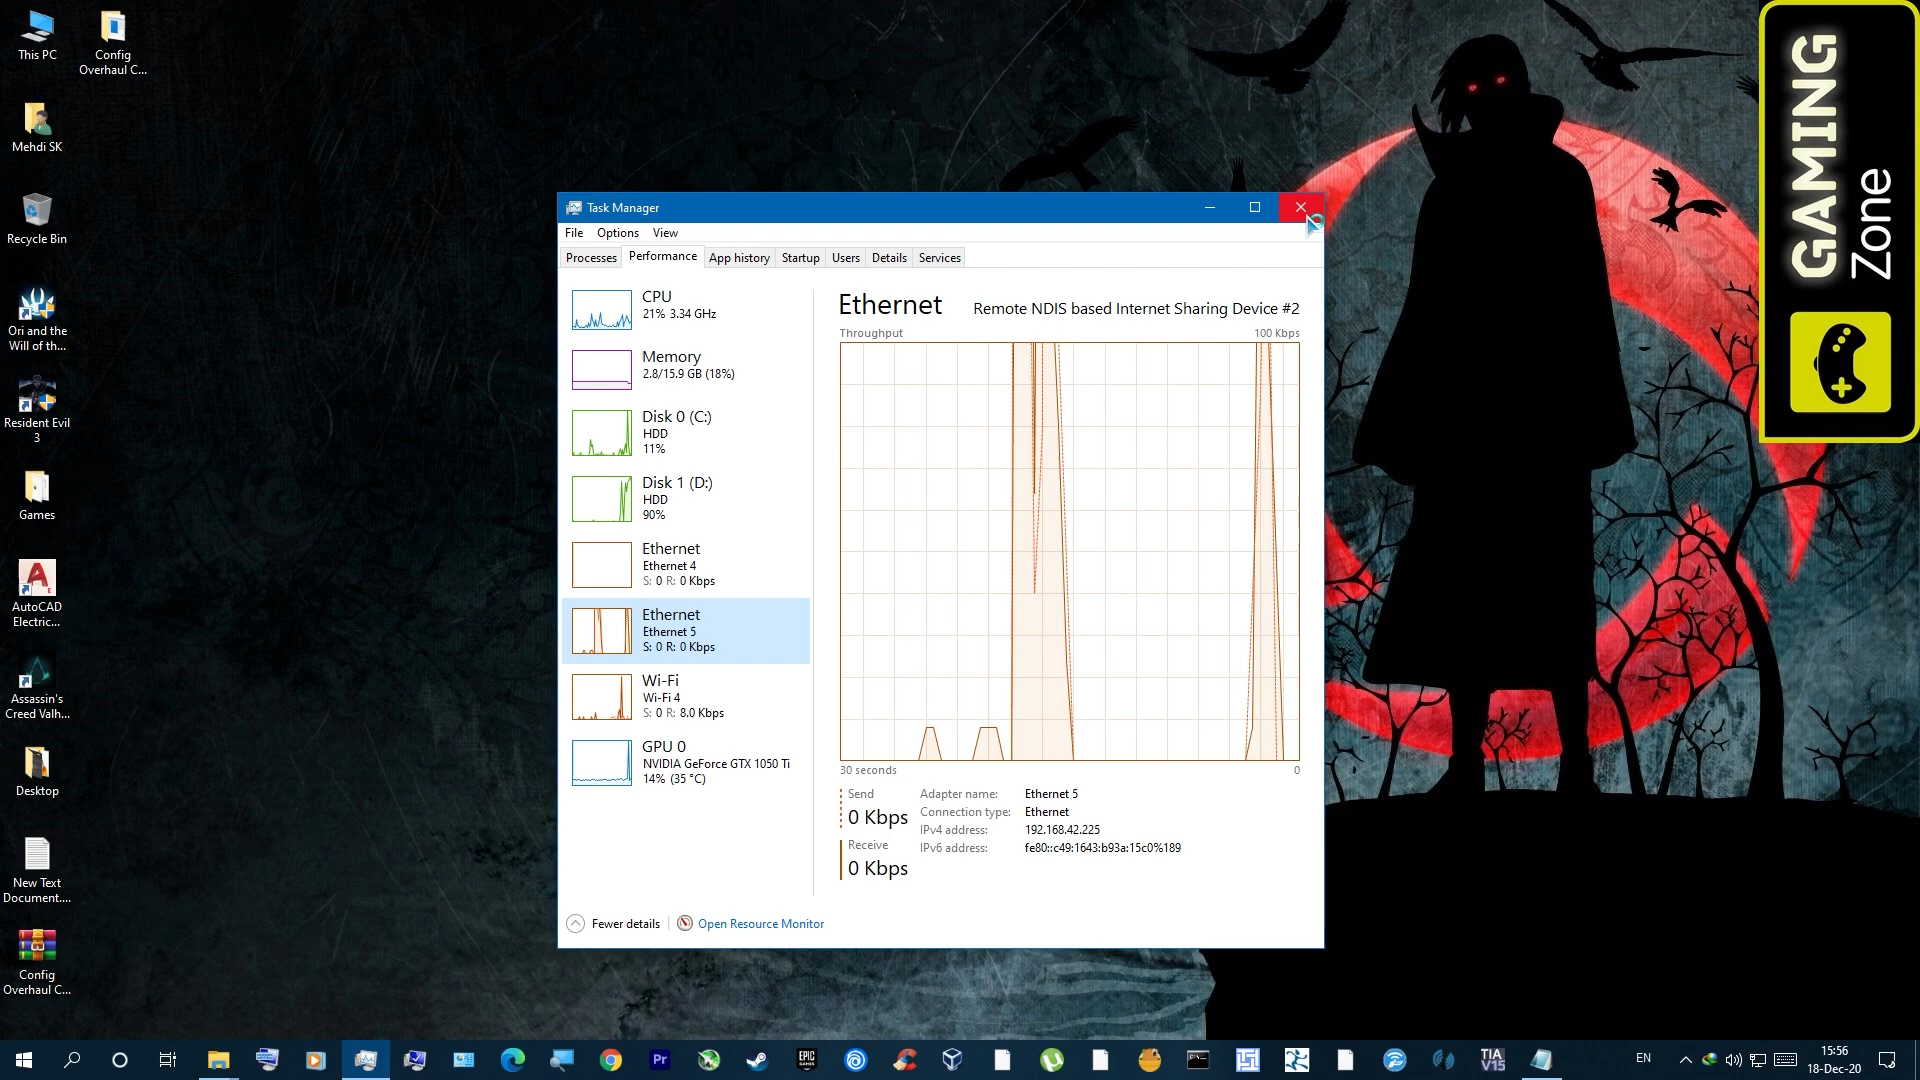 This PC
Config
Overhaul C...
Mehdi SK
Recycle Bin
Ori and the
Will of th...
Resident Evil
3
Games
AutoCAD
Electric...
Assassin's
Creed Valh...
Desktop
New Text
Document....
Config
Overhaul C...
Task Manager
File Options View
Processes Performance App history Startup Users Details Services
CPU
21% 3.34 GHz
Memory
2.8/15.9 GB (18%)
Disk 0 (C:)
HDD
11%
Disk 1 (D:)
HDD
90%
Ethernet
Ethernet 4
S: 0 R: 0 Kbps
Ethernet
Ethernet 5
S: 0 R: 0 Kbps
Wi-Fi
Wi-Fi 4
S: 0 R: 8.0 Kbps
GPU 0
NVIDIA GeForce GTX 1050 Ti
14% (35 °C)
Ethernet Remote NDIS based Internet Sharing Device #2
Throughput 100 Kbps
30 seconds 0
Send
0 Kbps
Receive
0 Kbps
Adapter name: Ethernet 5
Connection type: Ethernet
IPv4 address: 192.168.42.225
IPv6 address: fe80::c49:1643:b93a:15c0%189
Fewer details Open Resource Monitor
GAMING
Zone
Pr
EPIC
GAMES
TIA
V15
EN
15:56
18-Dec-20